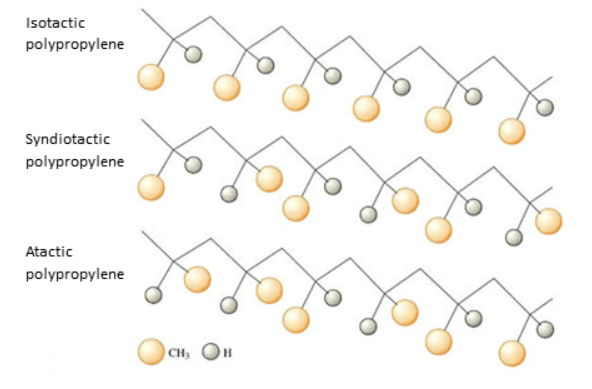 Isotactic
polypropylene
Syndiotactic
polypropylene
Atactic
polypropylene
CH₃ H